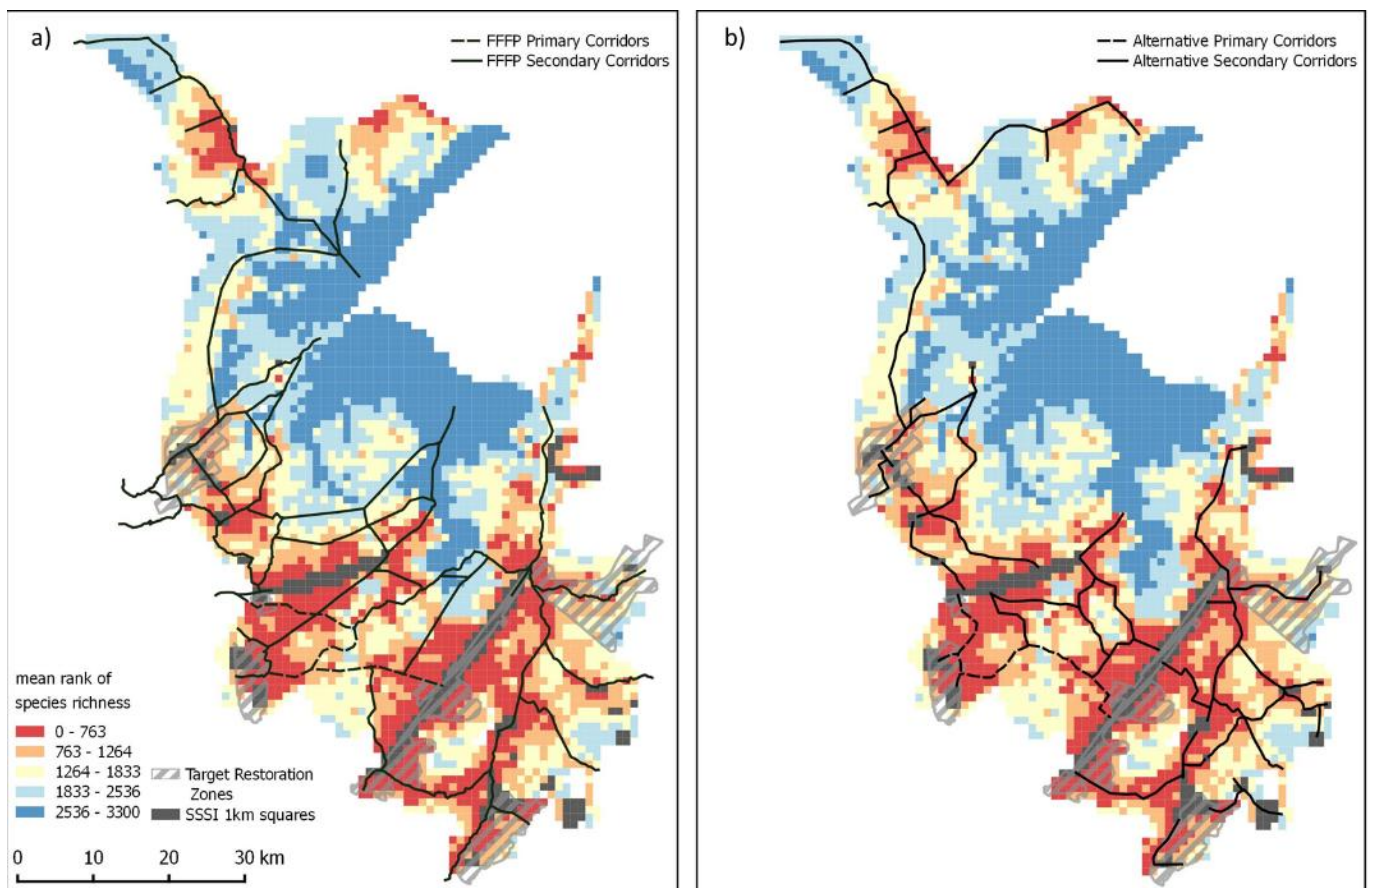 a)
FFFP Primary Corridors
FFFP Secondary Corridors
mean rank of
species richness
0 - 763
763 - 1264
1264 - 1833
1833 - 2536
2536 - 3300
Target Restoration
Zones
SSSI 1km squares
0 10 20 30 km
b)
Alternative Primary Corridors
Alternative Secondary Corridors